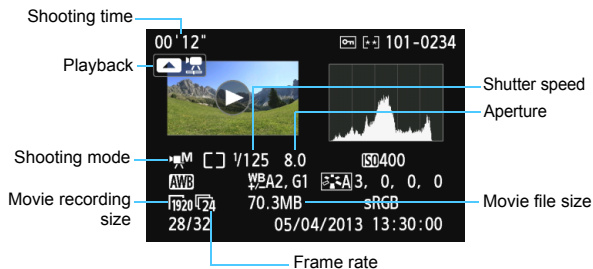 Shooting time
00'12" 101-0234
Playback
Shutter speed
Aperture
Shooting mode
M 1/125 8.0 ISO400
AWB WB A2, G1 A 3, 0, 0, 0
Movie recording size
1920 24 70.3MB sRGB
Movie file size
28/32 05/04/2013 13:30:00
Frame rate